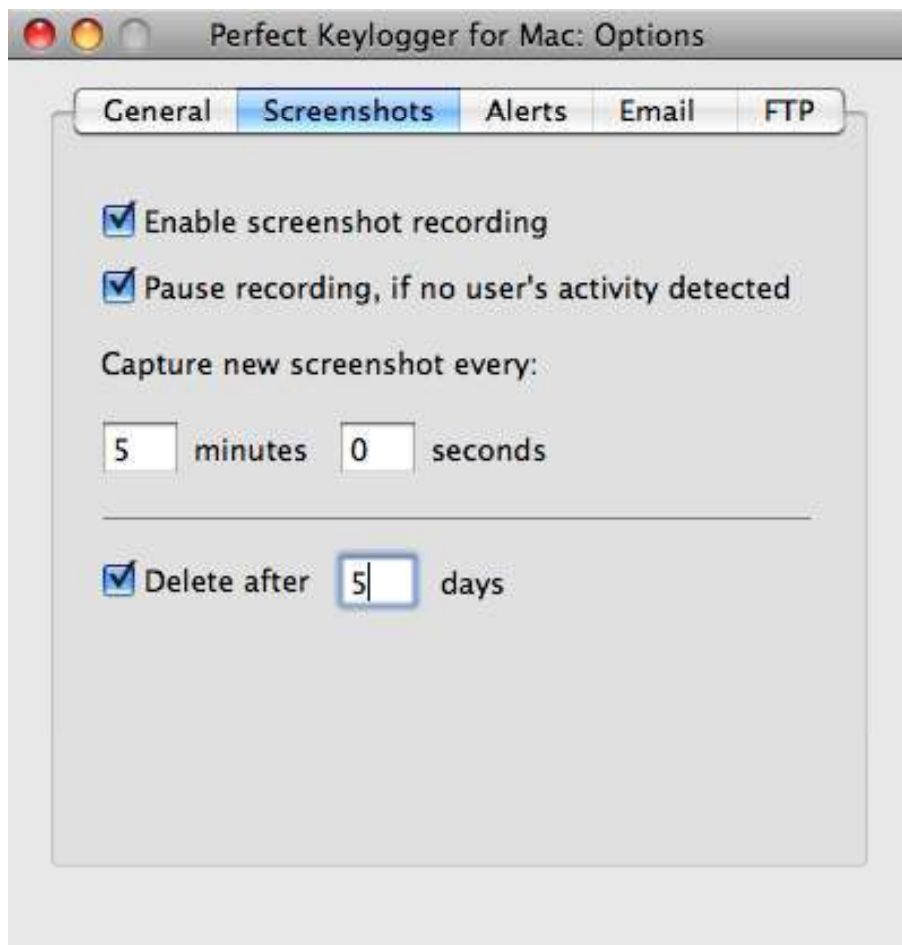 Perfect Keylogger for Mac: Options
General Screenshots Alerts Email FTP
Enable screenshot recording
Pause recording, if no user's activity detected
Capture new screenshot every:
5 minutes 0 seconds
Delete after 5 days